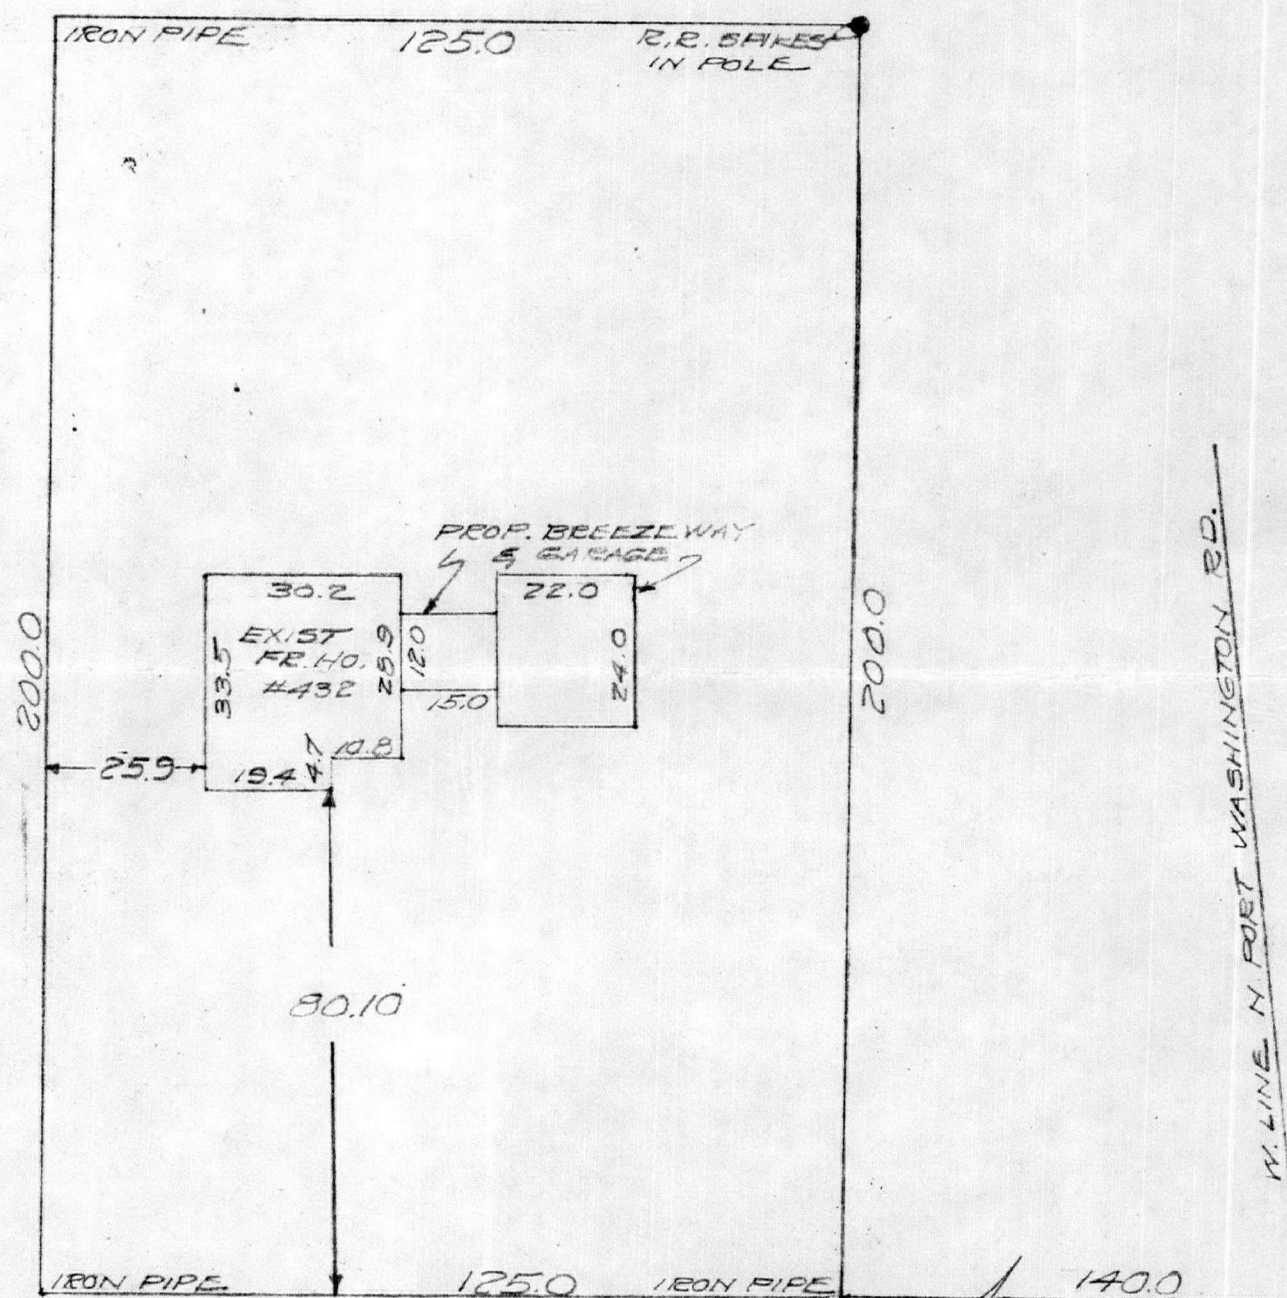 IRON PIPE
125.0
R.R. SPIKES
IN POLE
PROP. BREEZEWAY
& GARAGE
30.2
22.0
EXIST
FR. HO.
#432
33.5
12.0
24.0
15.0
200.0
200.0
25.9
19.4
4.7
10.8
80.10
W. LINE N. PORT WASHINGTON RD.
IRON PIPE
125.0
IRON PIPE
140.0